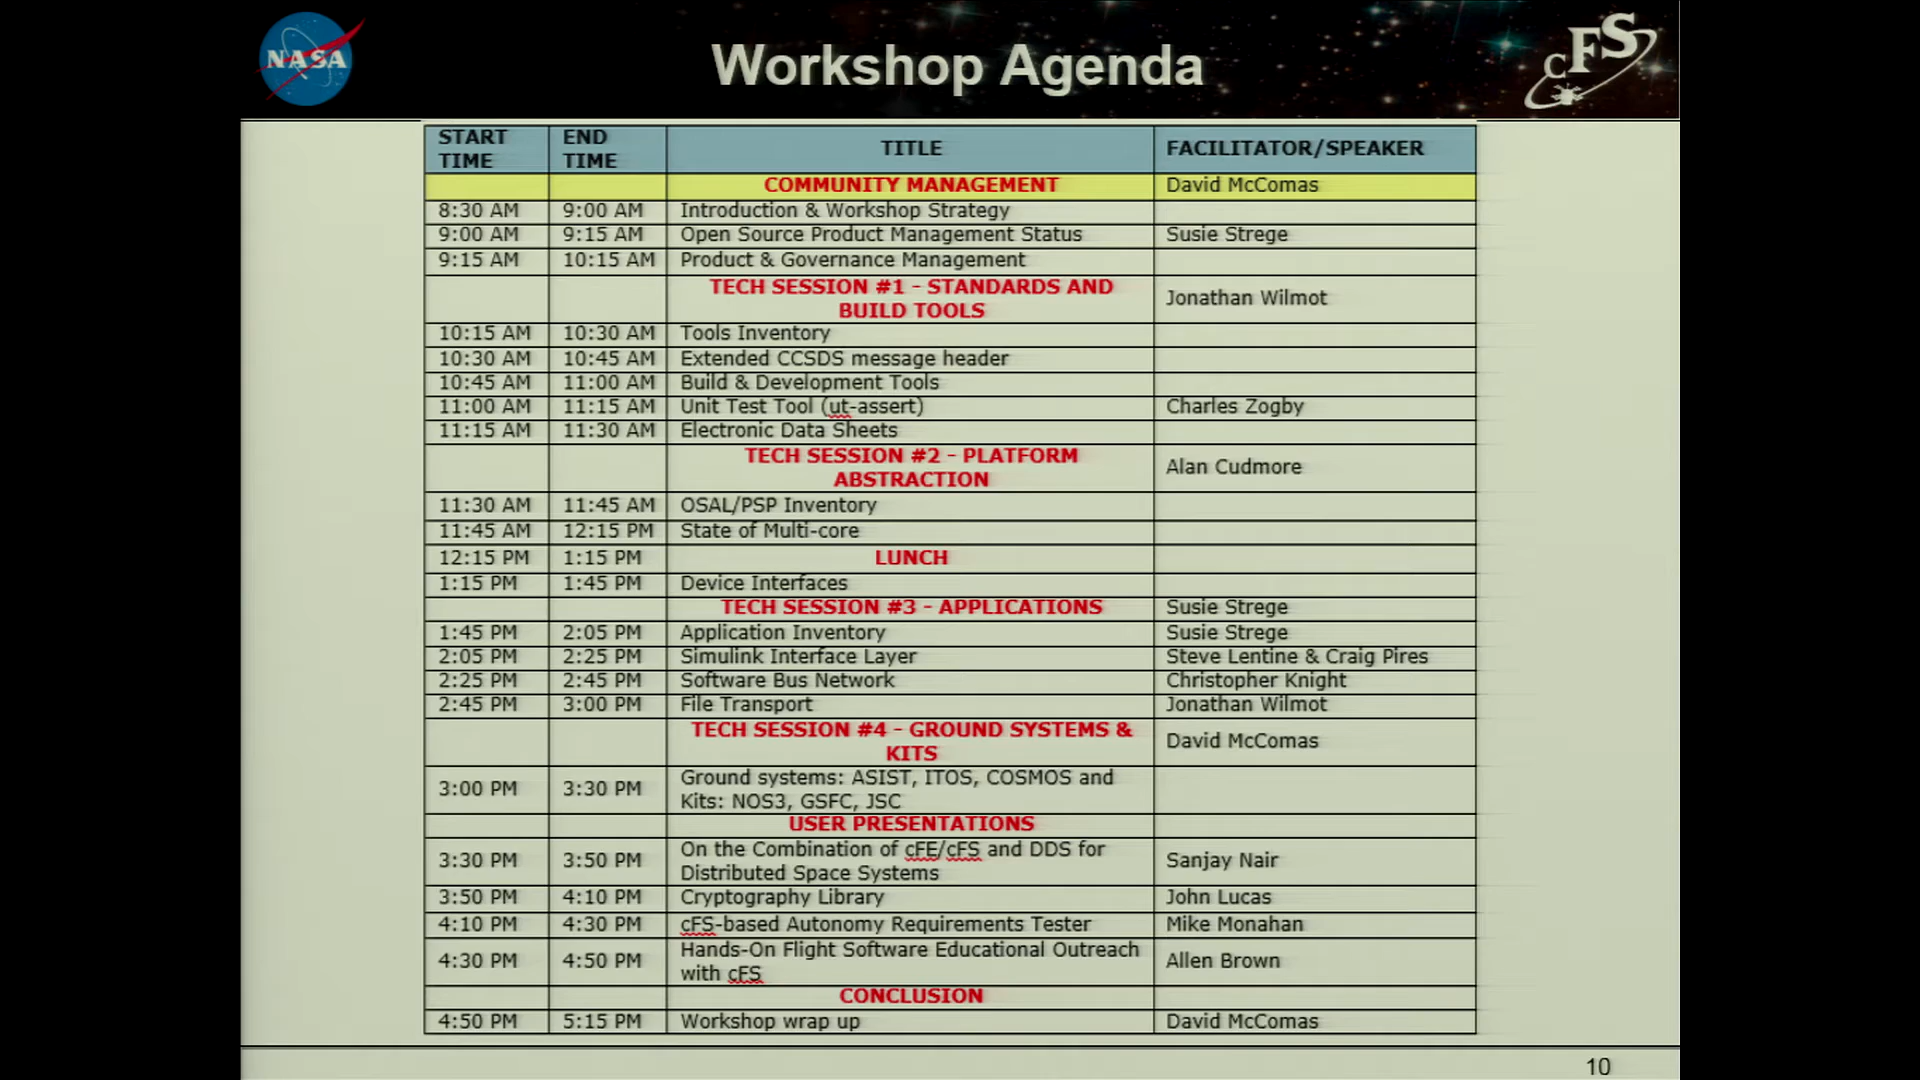 NASA
Workshop Agenda
cFS
START TIME END TIME TITLE FACILITATOR/SPEAKER
COMMUNITY MANAGEMENT David McComas
8:30 AM 9:00 AM Introduction & Workshop Strategy
9:00 AM 9:15 AM Open Source Product Management Status Susie Strege
9:15 AM 10:15 AM Product & Governance Management
TECH SESSION #1 - STANDARDS AND BUILD TOOLS Jonathan Wilmot
10:15 AM 10:30 AM Tools Inventory
10:30 AM 10:45 AM Extended CCSDS message header
10:45 AM 11:00 AM Build & Development Tools
11:00 AM 11:15 AM Unit Test Tool (ut-assert) Charles Zogby
11:15 AM 11:30 AM Electronic Data Sheets
TECH SESSION #2 - PLATFORM ABSTRACTION Alan Cudmore
11:30 AM 11:45 AM OSAL/PSP Inventory
11:45 AM 12:15 PM State of Multi-core
12:15 PM 1:15 PM LUNCH
1:15 PM 1:45 PM Device Interfaces
TECH SESSION #3 - APPLICATIONS Susie Strege
1:45 PM 2:05 PM Application Inventory Susie Strege
2:05 PM 2:25 PM Simulink Interface Layer Steve Lentine & Craig Pires
2:25 PM 2:45 PM Software Bus Network Christopher Knight
2:45 PM 3:00 PM File Transport Jonathan Wilmot
TECH SESSION #4 - GROUND SYSTEMS & KITS David McComas
3:00 PM 3:30 PM Ground systems: ASIST, ITOS, COSMOS and Kits: NOS3, GSFC, JSC
USER PRESENTATIONS
3:30 PM 3:50 PM On the Combination of cFE/cFS and DDS for Distributed Space Systems Sanjay Nair
3:50 PM 4:10 PM Cryptography Library John Lucas
4:10 PM 4:30 PM cFS-based Autonomy Requirements Tester Mike Monahan
4:30 PM 4:50 PM Hands-On Flight Software Educational Outreach with cFS Allen Brown
CONCLUSION
4:50 PM 5:15 PM Workshop wrap up David McComas
10